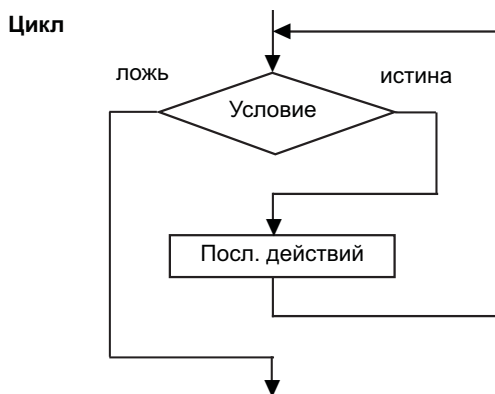 Цикл
ложь
истина
Условие
Посл. действий